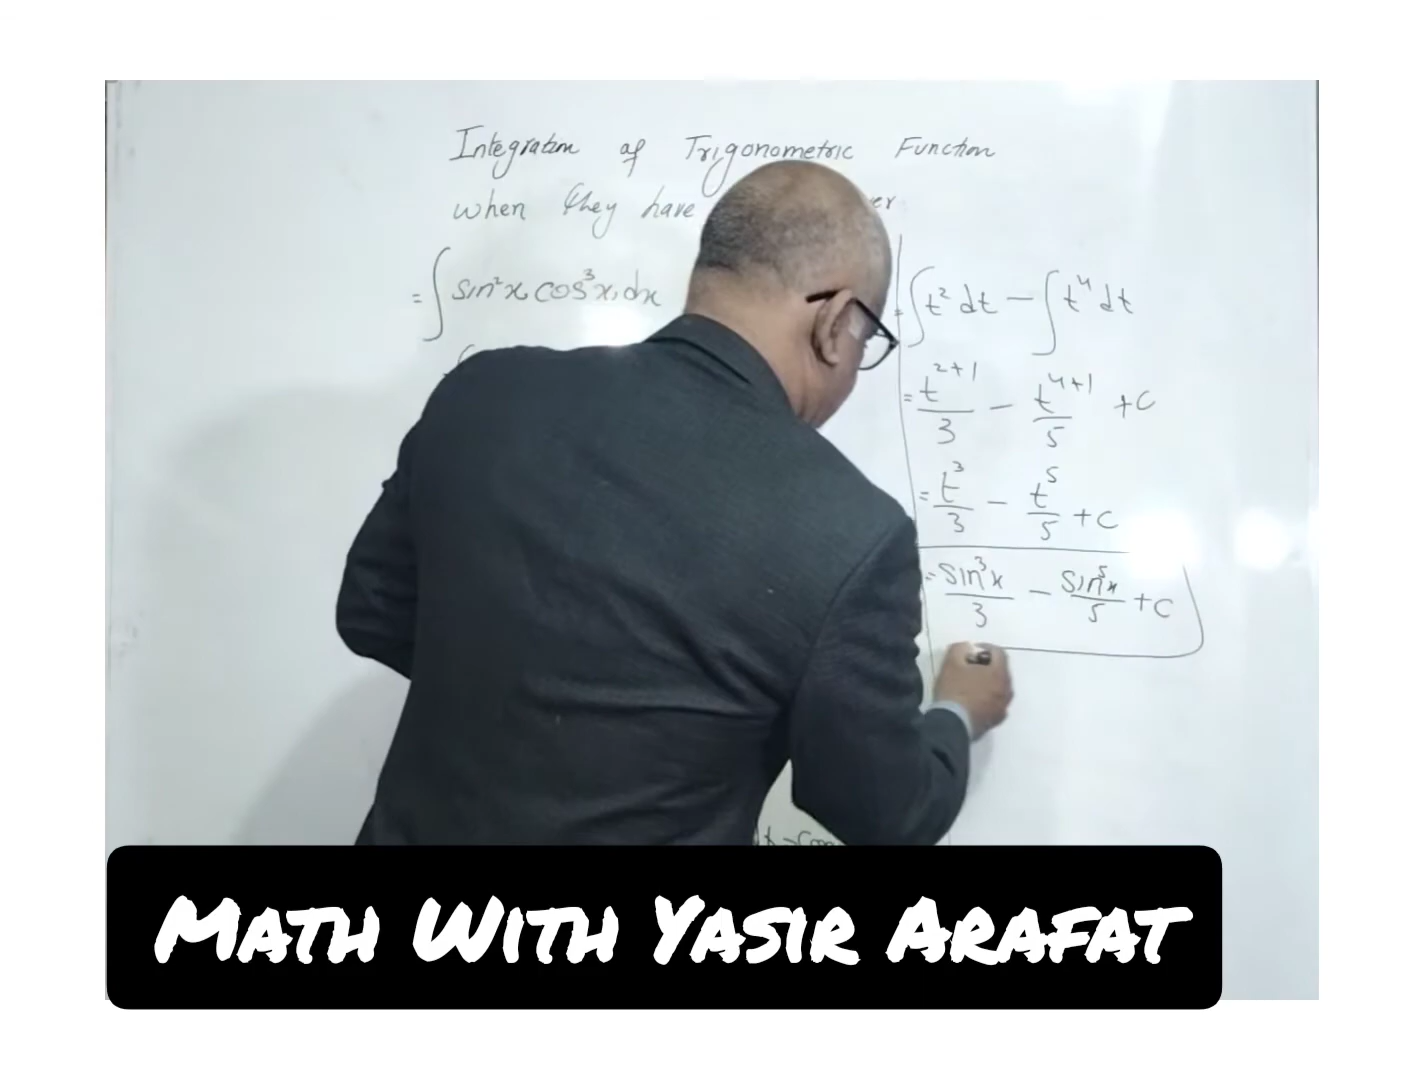 Integration of Trigonometric Function
when they have
= ∫ sin²x cos³x dx
= ∫ t² dt − ∫ t⁴ dt
= t²⁺¹/3 − t⁴⁺¹/5 + C
= t³/3 − t⁵/5 + C
= Sin³x/3 − Sin⁵x/5 + C
Math With Yasir Arafat